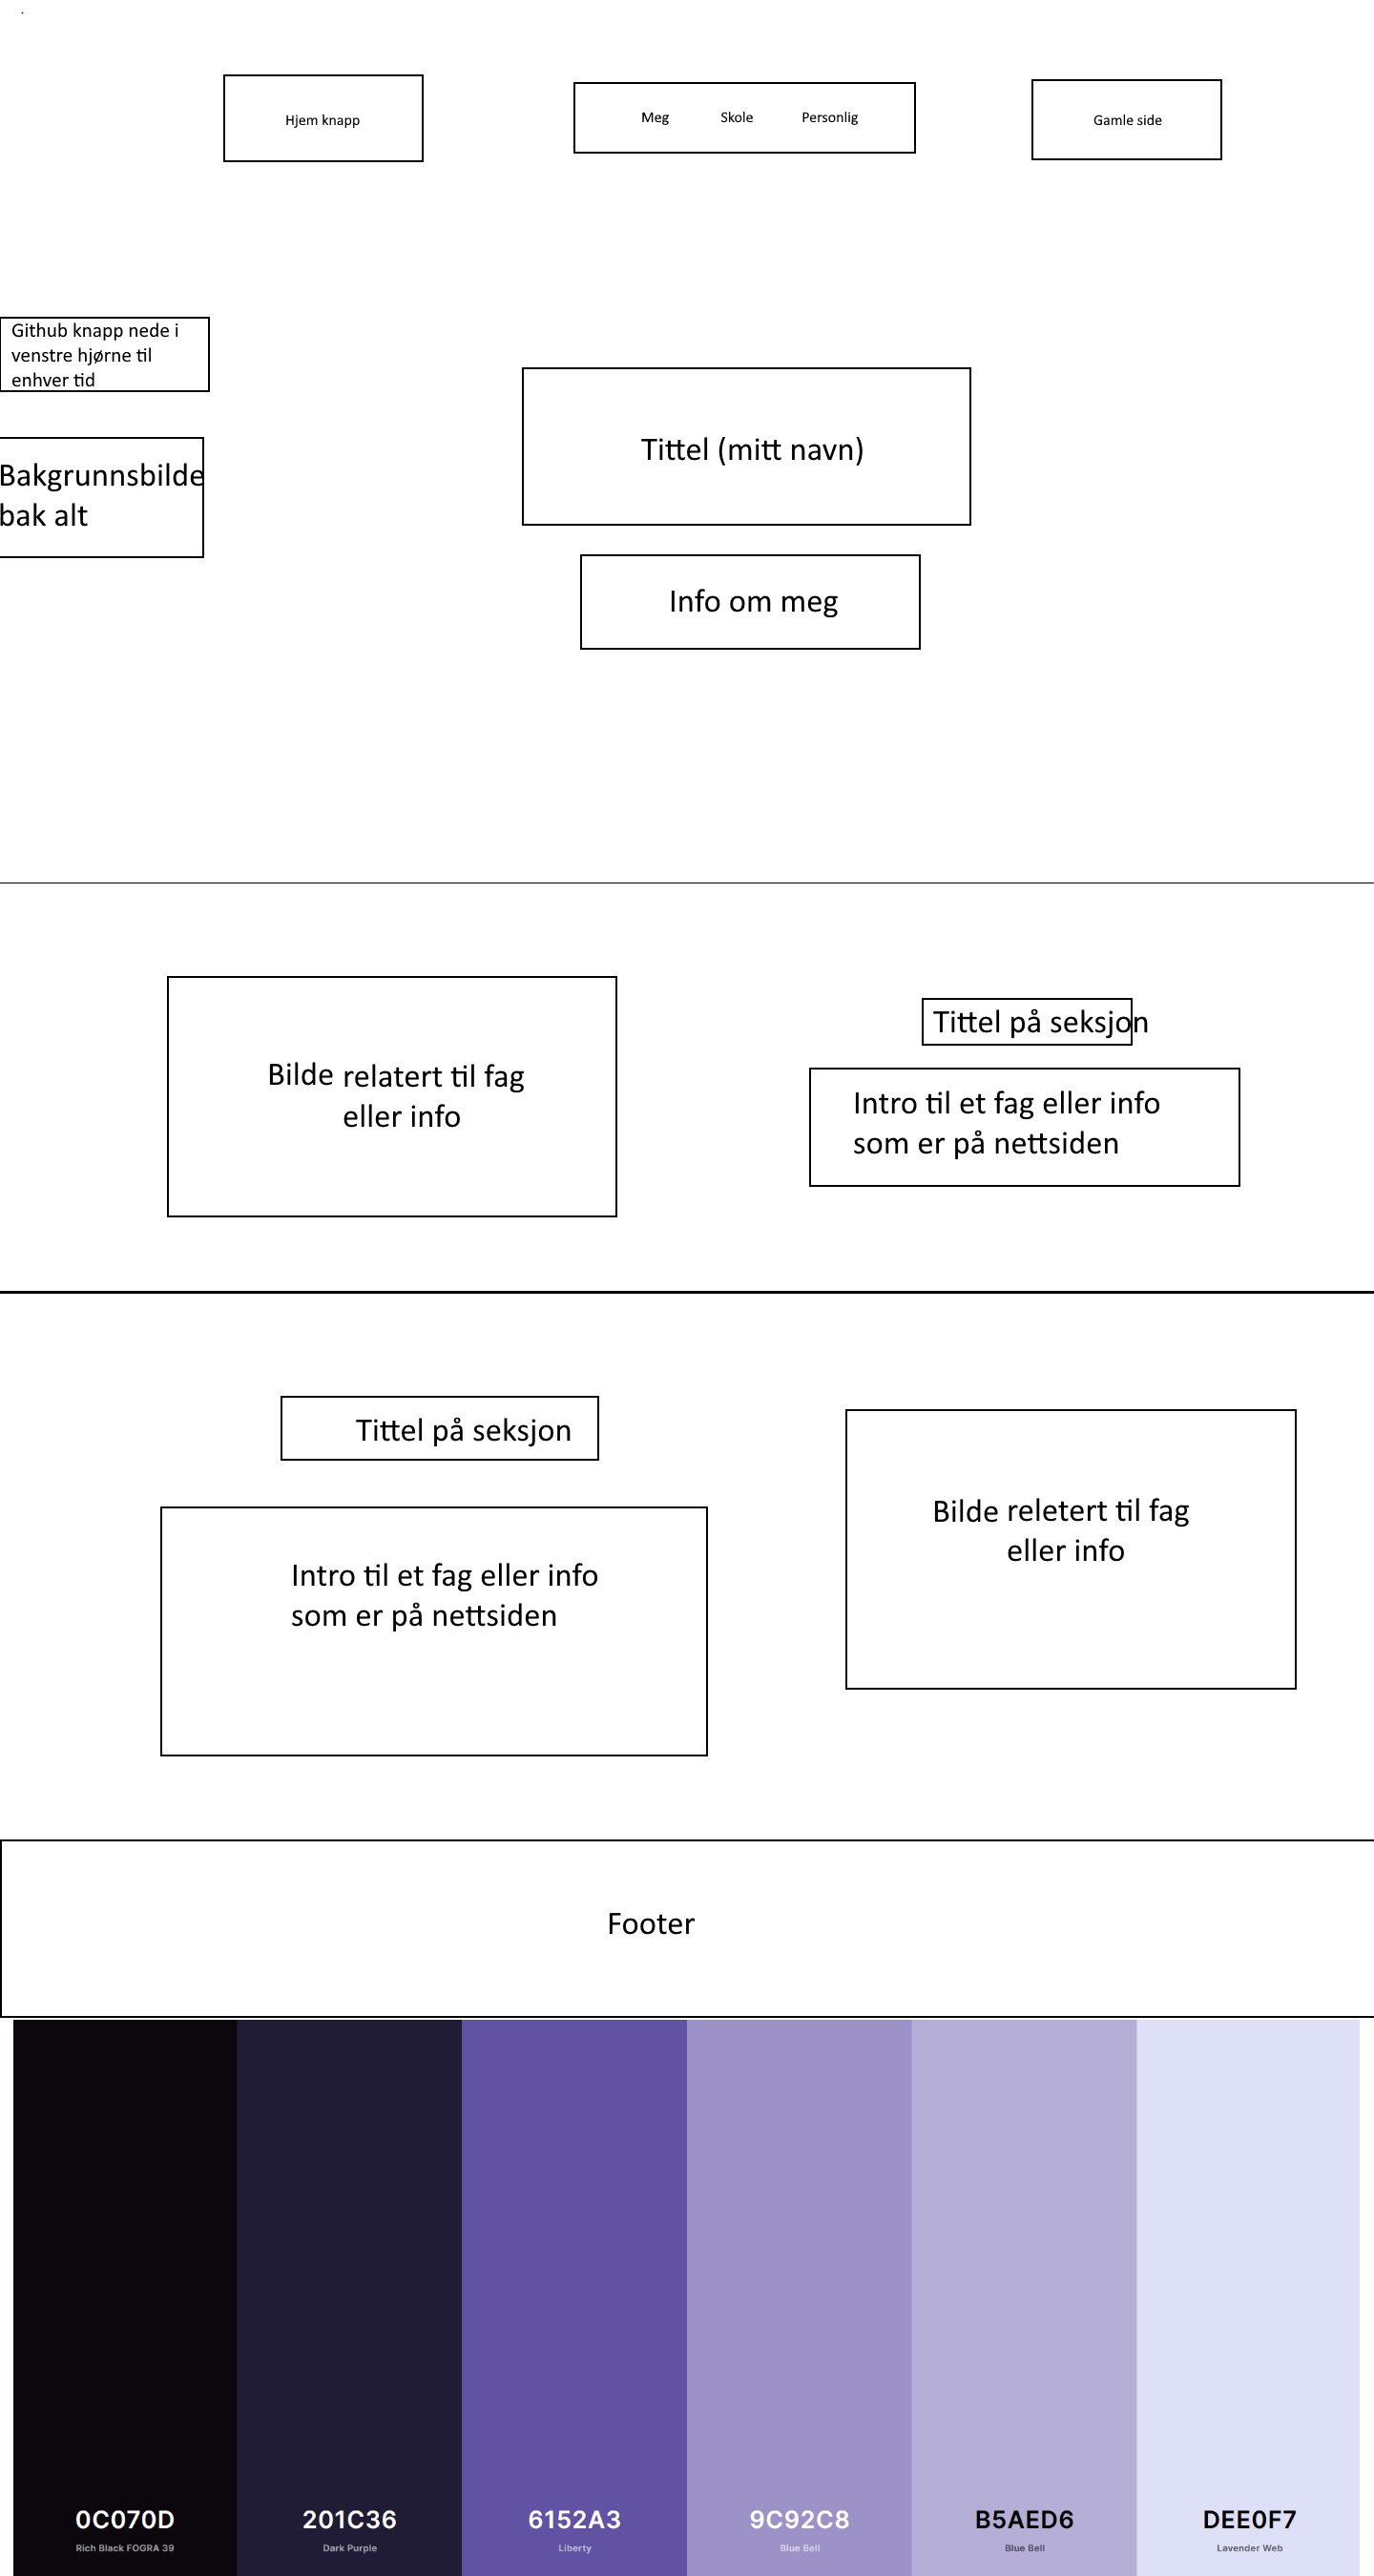 Hjem knapp
Meg Skole Personlig
Gamle side
Github knapp nede i
venstre hjørne til
enhver tid
Bakgrunnsbilde
bak alt
Tittel (mitt navn)
Info om meg
Bilde relatert til fag
eller info
Tittel på seksjon
Intro til et fag eller info
som er på nettsiden
Tittel på seksjon
Intro til et fag eller info
som er på nettsiden
Bilde reletert til fag
eller info
Footer
0C070D
Rich Black FOGRA 39
201C36
Dark Purple
6152A3
Liberty
9C92C8
Blue Bell
B5AED6
Blue Bell
DEE0F7
Lavender Web